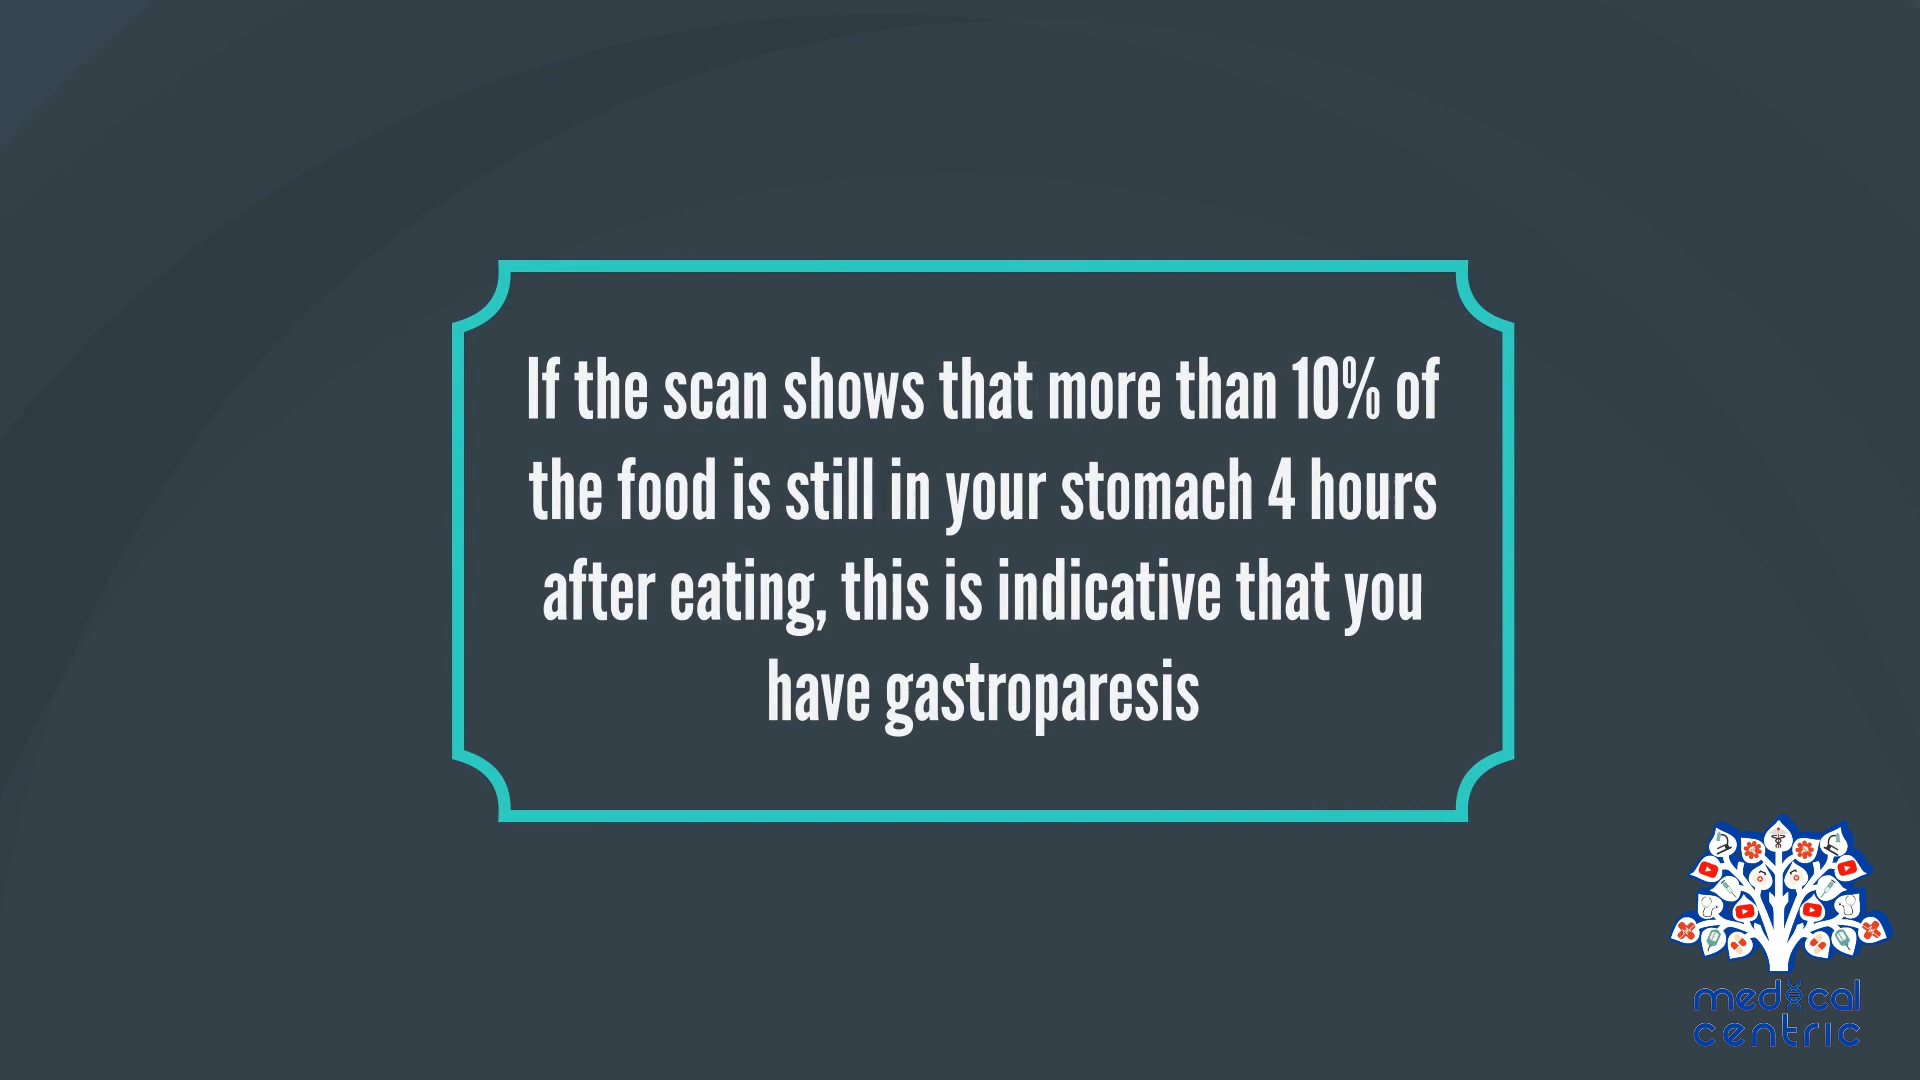 If the scan shows that more than 10% of
the food is still in your stomach 4 hours
after eating, this is indicative that you
have gastroparesis
medical
centric